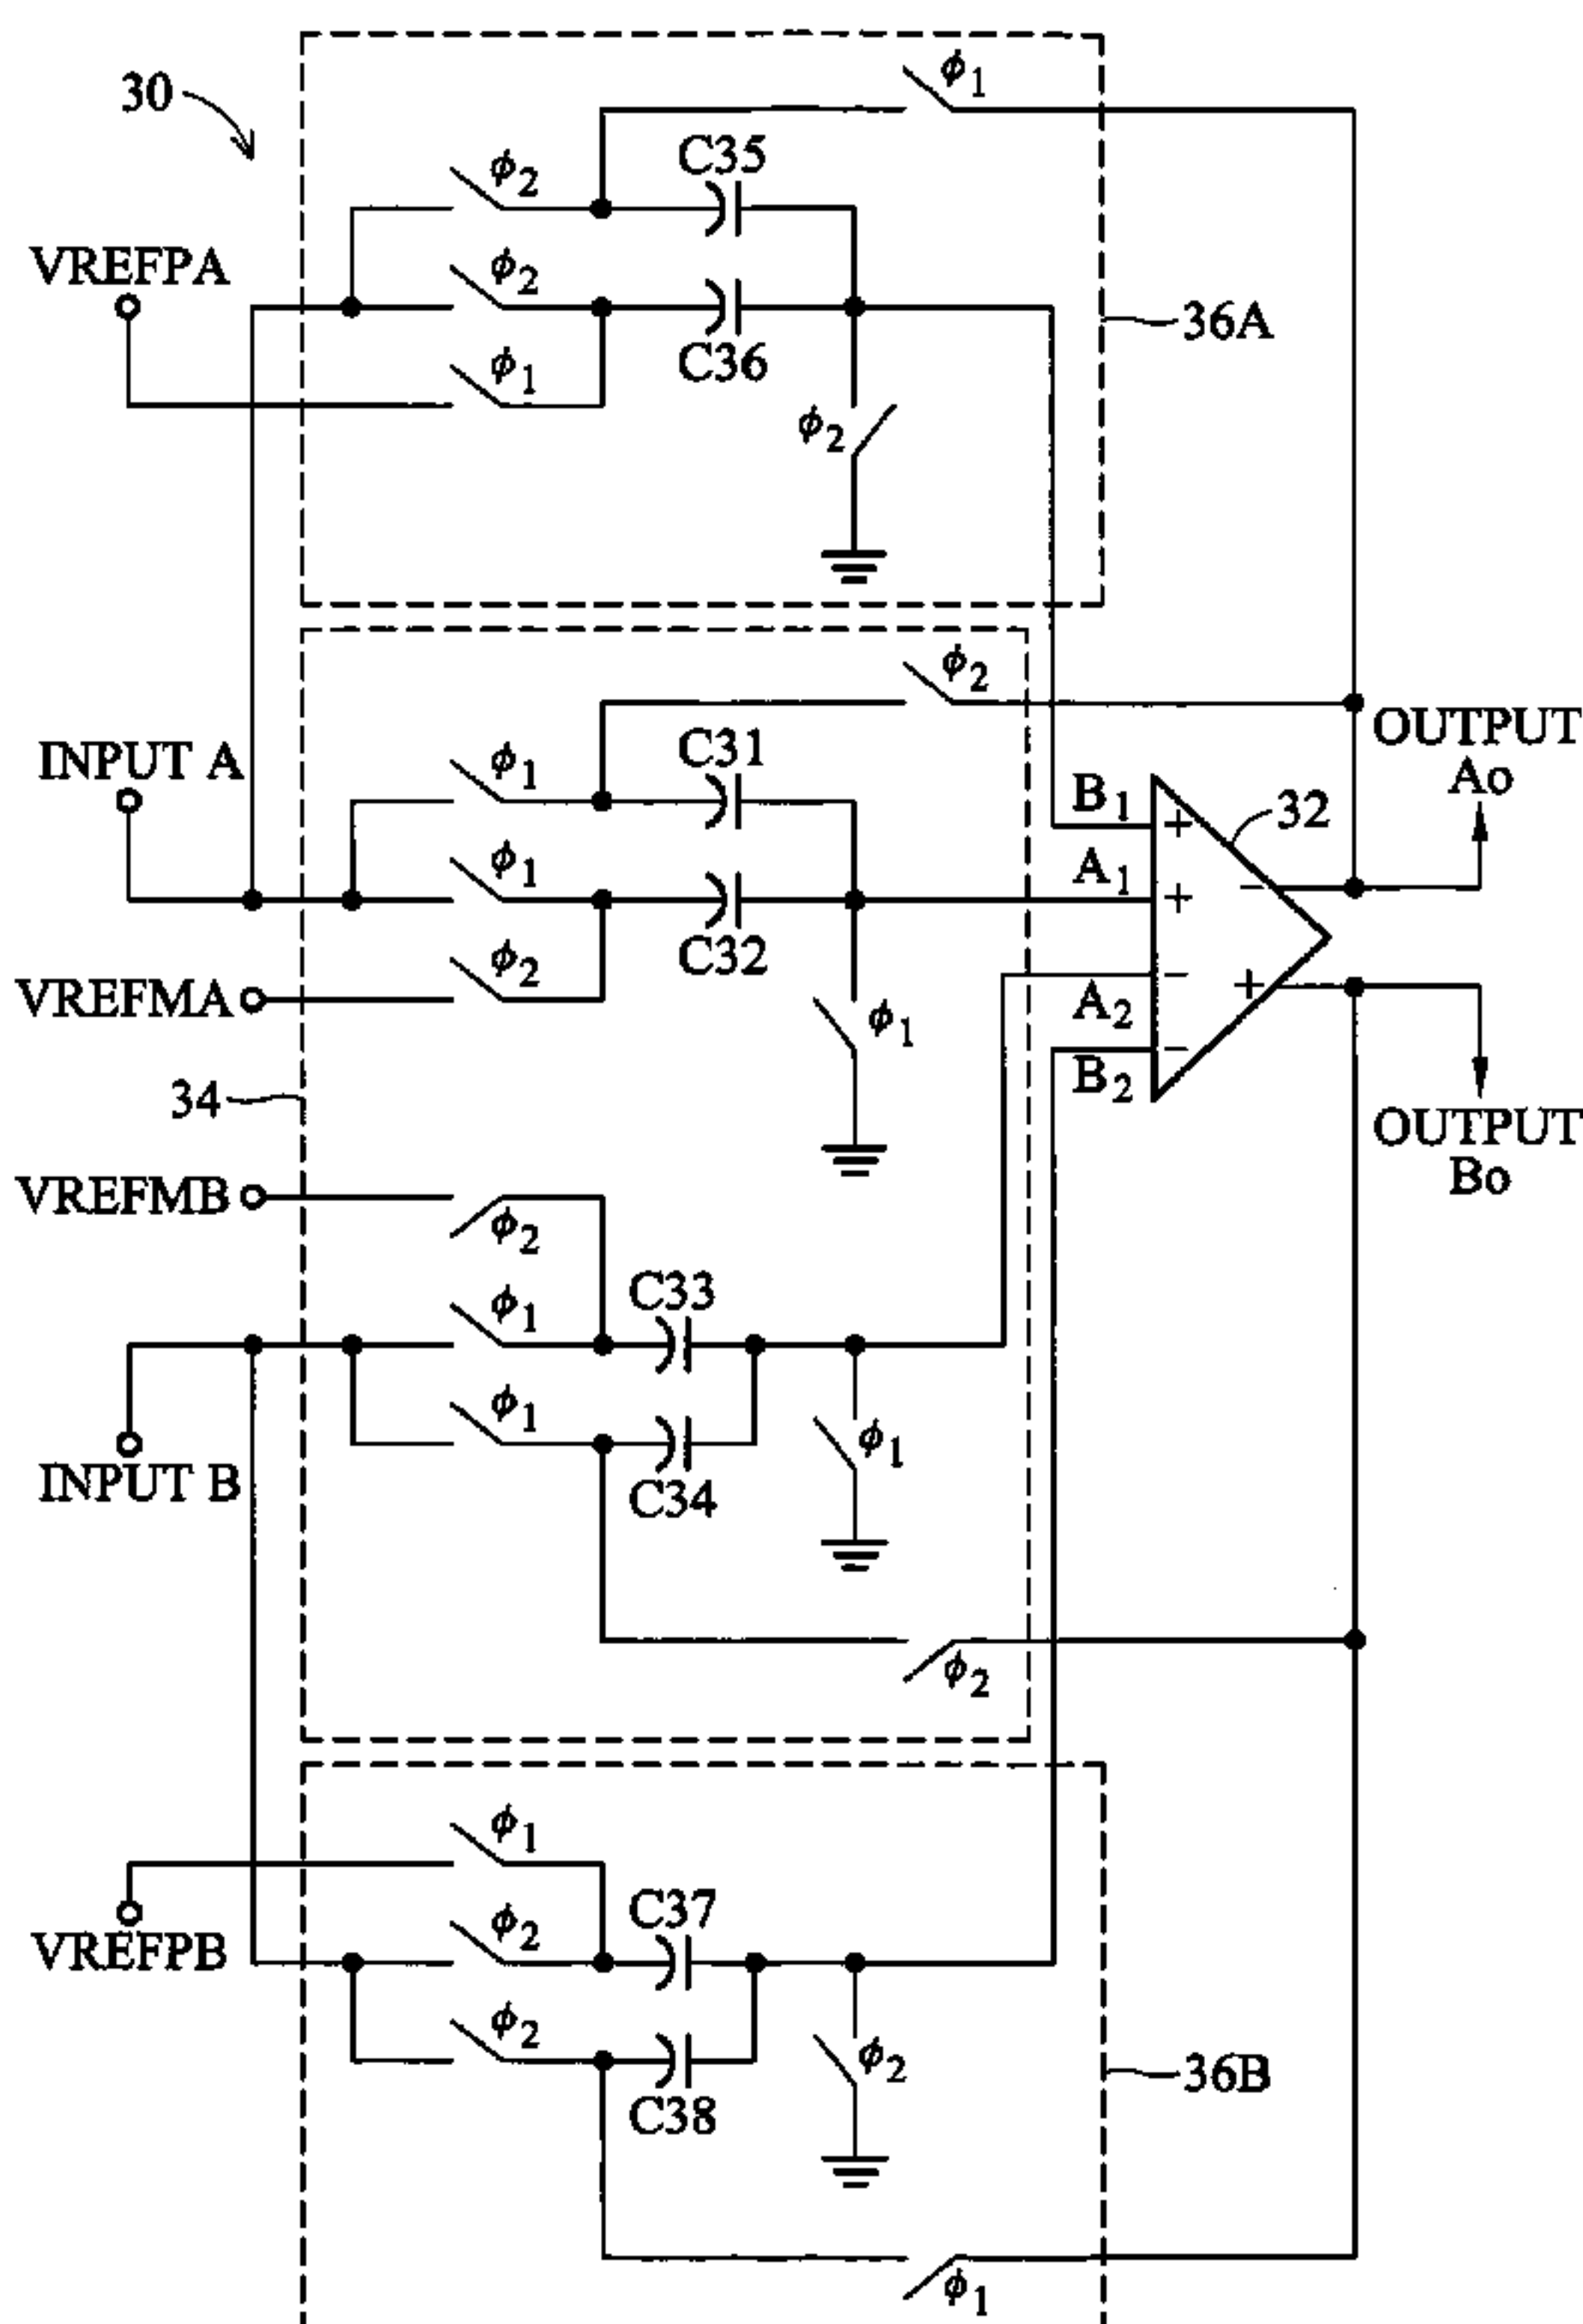 30
ϕ1
ϕ2
C35
VREFPA
ϕ2
C36
36A
ϕ1
ϕ2
ϕ2
INPUT A
ϕ1
C31
OUTPUT
Ao
B1
32
ϕ1
A1
+
−
+
C32
VREFMA
ϕ2
A2
−
+
ϕ1
B2
−
34
OUTPUT
Bo
VREFMB
ϕ2
C33
ϕ1
ϕ1
ϕ1
INPUT B
C34
ϕ2
ϕ1
C37
VREFPB
ϕ2
ϕ2
ϕ2
36B
C38
ϕ1